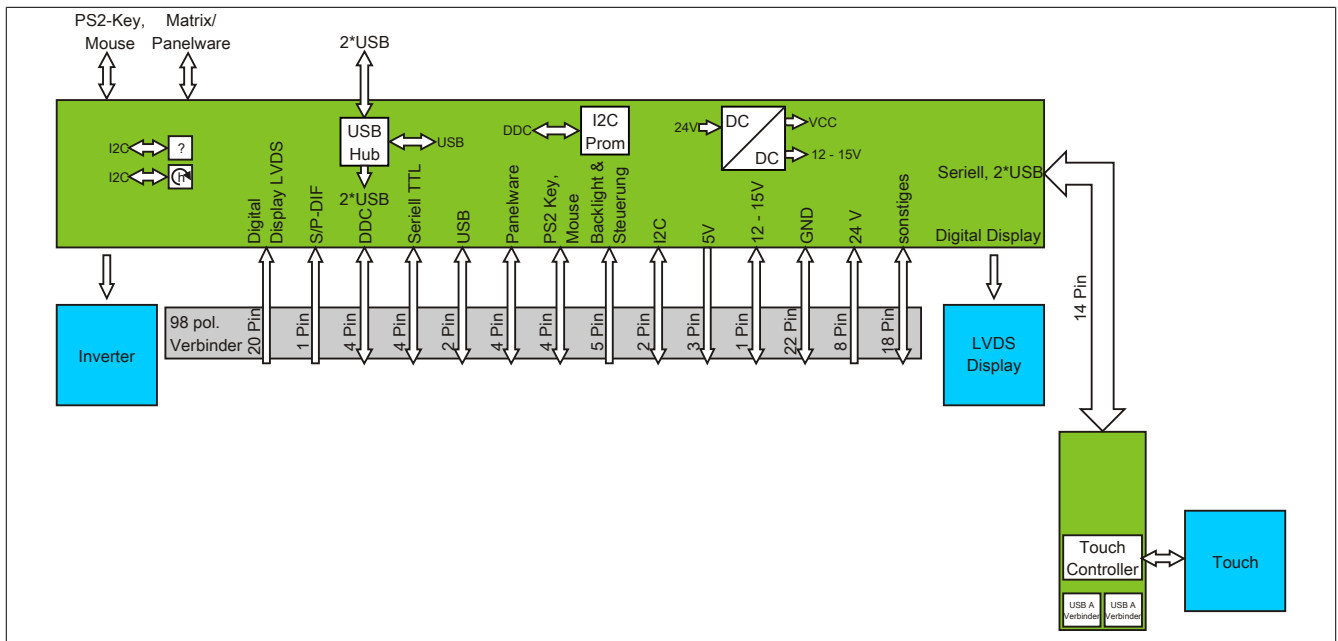 PS2-Key,
Mouse
Matrix/
Panelware
2*USB
I2C
?
I2C
h
USB
Hub
USB
2*USB
DDC
I2C
Prom
24V
DC
DC
VCC
12 - 15V
Seriell, 2*USB
Digital Display
Digital
Display LVDS
S/P-DIF
DDC
Seriell TTL
USB
Panelware
PS2 Key,
Mouse
Backlight &
Steuerung
I2C
5V
12 - 15V
GND
24 V
sonstiges
Inverter
98 pol.
Verbinder
20 Pin
1 Pin
4 Pin
4 Pin
2 Pin
4 Pin
4 Pin
5 Pin
2 Pin
3 Pin
1 Pin
22 Pin
8 Pin
18 Pin
LVDS
Display
14 Pin
Touch
Controller
USB A
Verbinder
USB A
Verbinder
Touch